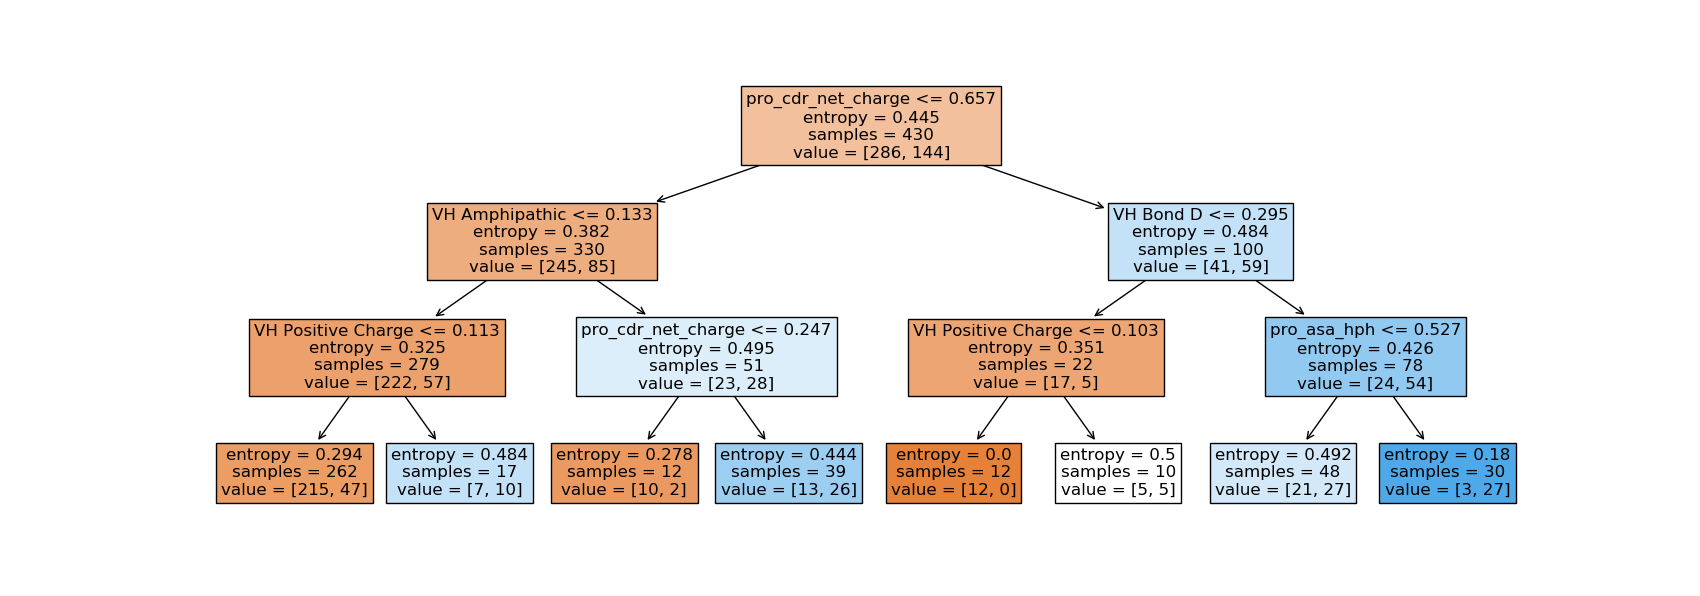 pro_cdr_net_charge <= 0.657
entropy = 0.445
samples = 430
value = [286, 144]
VH Amphipathic <= 0.133
entropy = 0.382
samples = 330
value = [245, 85]
VH Bond D <= 0.295
entropy = 0.484
samples = 100
value = [41, 59]
VH Positive Charge <= 0.113
entropy = 0.325
samples = 279
value = [222, 57]
pro_cdr_net_charge <= 0.247
entropy = 0.495
samples = 51
value = [23, 28]
VH Positive Charge <= 0.103
entropy = 0.351
samples = 22
value = [17, 5]
pro_asa_hph <= 0.527
entropy = 0.426
samples = 78
value = [24, 54]
entropy = 0.294
samples = 262
value = [215, 47]
entropy = 0.484
samples = 17
value = [7, 10]
entropy = 0.278
samples = 12
value = [10, 2]
entropy = 0.444
samples = 39
value = [13, 26]
entropy = 0.0
samples = 12
value = [12, 0]
entropy = 0.5
samples = 10
value = [5, 5]
entropy = 0.492
samples = 48
value = [21, 27]
entropy = 0.18
samples = 30
value = [3, 27]